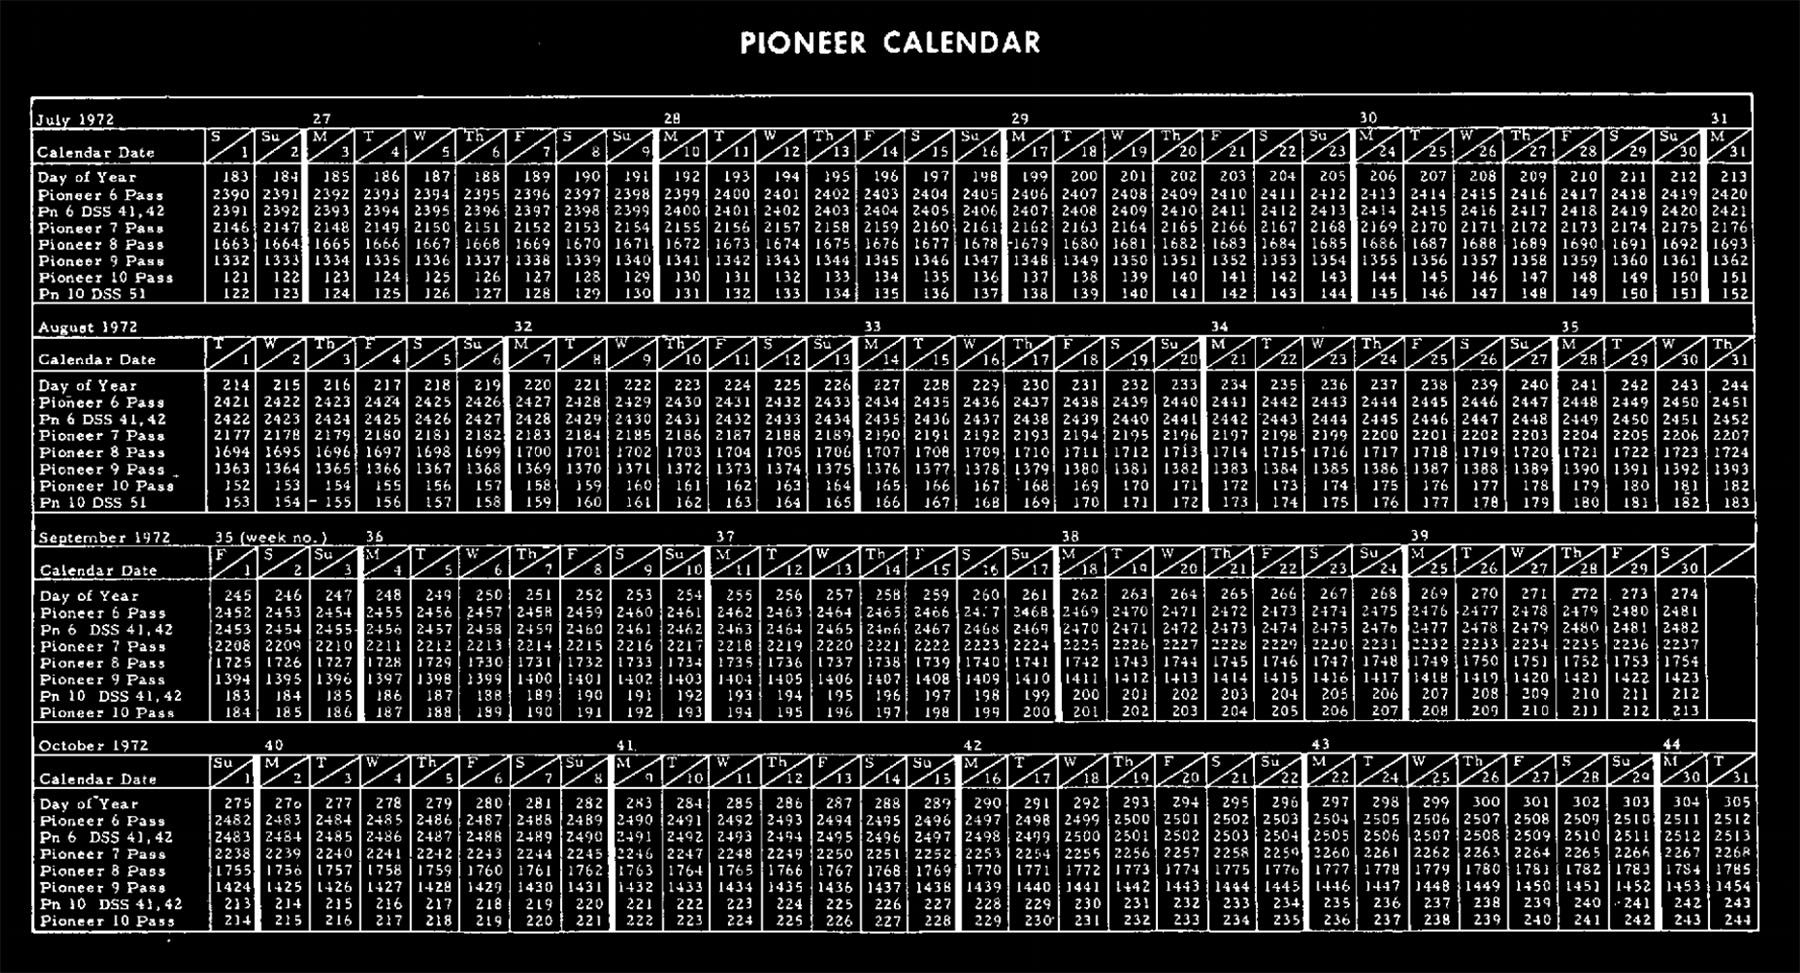 PIONEER CALENDAR
July 1972 27 28 29 30 31
S Su M T W Th F S Su M T W Th F S Su M T W Th F S Su M T W Th F S Su M
Calendar Date 1 2 3 4 5 6 7 8 9 10 11 12 13 14 15 16 17 18 19 20 21 22 23 24 25 26 27 28 29 30 31
Day of Year 183 184 185 186 187 188 189 190 191 192 193 194 195 196 197 198 199 200 201 202 203 204 205 206 207 208 209 210 211 212 213
Pioneer 6 Pass 2390 2391 2392 2393 2394 2395 2396 2397 2398 2399 2400 2401 2402 2403 2404 2405 2406 2407 2408 2409 2410 2411 2412 2413 2414 2415 2416 2417 2418 2419 2420
Pn 6 DSS 41,42 2391 2392 2393 2394 2395 2396 2397 2398 2399 2400 2401 2402 2403 2404 2405 2406 2407 2408 2409 2410 2411 2412 2413 2414 2415 2416 2417 2418 2419 2420 2421
Pioneer 7 Pass 2146 2147 2148 2149 2150 2151 2152 2153 2154 2155 2156 2157 2158 2159 2160 2161 2162 2163 2164 2165 2166 2167 2168 2169 2170 2171 2172 2173 2174 2175 2176
Pioneer 8 Pass 1663 1664 1665 1666 1667 1668 1669 1670 1671 1672 1673 1674 1675 1676 1677 1678 1679 1680 1681 1682 1683 1684 1685 1686 1687 1688 1689 1690 1691 1692 1693
Pioneer 9 Pass 1332 1333 1334 1335 1336 1337 1338 1339 1340 1341 1342 1343 1344 1345 1346 1347 1348 1349 1350 1351 1352 1353 1354 1355 1356 1357 1358 1359 1360 1361 1362
Pioneer 10 Pass 121 122 123 124 125 126 127 128 129 130 131 132 133 134 135 136 137 138 139 140 141 142 143 144 145 146 147 148 149 150 151
Pn 10 DSS 51 122 123 124 125 126 127 128 129 130 131 132 133 134 135 136 137 138 139 140 141 142 143 144 145 146 147 148 149 150 151 152
August 1972 32 33 34 35
T W Th F S Su M T W Th F S Su M T W Th F S Su M T W Th F S Su M T W Th
Calendar Date 1 2 3 4 5 6 7 8 9 10 11 12 13 14 15 16 17 18 19 20 21 22 23 24 25 26 27 28 29 30 31
Day of Year 214 215 216 217 218 219 220 221 222 223 224 225 226 227 228 229 230 231 232 233 234 235 236 237 238 239 240 241 242 243 244
Pioneer 6 Pass 2421 2422 2423 2424 2425 2426 2427 2428 2429 2430 2431 2432 2433 2434 2435 2436 2437 2438 2439 2440 2441 2442 2443 2444 2445 2446 2447 2448 2449 2450 2451
Pn 6 DSS 41,42 2422 2423 2424 2425 2426 2427 2428 2429 2430 2431 2432 2433 2434 2435 2436 2437 2438 2439 2440 2441 2442 2443 2444 2445 2446 2447 2448 2449 2450 2451 2452
Pioneer 7 Pass 2177 2178 2179 2180 2181 2182 2183 2184 2185 2186 2187 2188 2189 2190 2191 2192 2193 2194 2195 2196 2197 2198 2199 2200 2201 2202 2203 2204 2205 2206 2207
Pioneer 8 Pass 1694 1695 1696 1697 1698 1699 1700 1701 1702 1703 1704 1705 1706 1707 1708 1709 1710 1711 1712 1713 1714 1715 1716 1717 1718 1719 1720 1721 1722 1723 1724
Pioneer 9 Pass 1363 1364 1365 1366 1367 1368 1369 1370 1371 1372 1373 1374 1375 1376 1377 1378 1379 1380 1381 1382 1383 1384 1385 1386 1387 1388 1389 1390 1391 1392 1393
Pioneer 10 Pass 152 153 154 155 156 157 158 159 160 161 162 163 164 165 166 167 168 169 170 171 172 173 174 175 176 177 178 179 180 181 182
Pn 10 DSS 51 153 154 155 156 157 158 159 160 161 162 163 164 165 166 167 168 169 170 171 172 173 174 175 176 177 178 179 180 181 182 183
September 1972 35 (week no.) 36 37 38 39
F S Su M T W Th F S Su M T W Th F S Su M T W Th F S Su M T W Th F S
Calendar Date 1 2 3 4 5 6 7 8 9 10 11 12 13 14 15 16 17 18 19 20 21 22 23 24 25 26 27 28 29 30
Day of Year 245 246 247 248 249 250 251 252 253 254 255 256 257 258 259 260 261 262 263 264 265 266 267 268 269 270 271 272 273 274
Pioneer 6 Pass 2452 2453 2454 2455 2456 2457 2458 2459 2460 2461 2462 2463 2464 2465 2466 2467 2468 2469 2470 2471 2472 2473 2474 2475 2476 2477 2478 2479 2480 2481
Pn 6 DSS 41,42 2453 2454 2455 2456 2457 2458 2459 2460 2461 2462 2463 2464 2465 2466 2467 2468 2469 2470 2471 2472 2473 2474 2475 2476 2477 2478 2479 2480 2481 2482
Pioneer 7 Pass 2208 2209 2210 2211 2212 2213 2214 2215 2216 2217 2218 2219 2220 2221 2222 2223 2224 2225 2226 2227 2228 2229 2230 2231 2232 2233 2234 2235 2236 2237
Pioneer 8 Pass 1725 1726 1727 1728 1729 1730 1731 1732 1733 1734 1735 1736 1737 1738 1739 1740 1741 1742 1743 1744 1745 1746 1747 1748 1749 1750 1751 1752 1753 1754
Pioneer 9 Pass 1394 1395 1396 1397 1398 1399 1400 1401 1402 1403 1404 1405 1406 1407 1408 1409 1410 1411 1412 1413 1414 1415 1416 1417 1418 1419 1420 1421 1422 1423
Pn 10 DSS 41,42 183 184 185 186 187 188 189 190 191 192 193 194 195 196 197 198 199 200 201 202 203 204 205 206 207 208 209 210 211 212
Pioneer 10 Pass 184 185 186 187 188 189 190 191 192 193 194 195 196 197 198 199 200 201 202 203 204 205 206 207 208 209 210 211 212 213
October 1972 40 41 42 43 44
Su M T W Th F S Su M T W Th F S Su M T W Th F S Su M T W Th F S Su M T
Calendar Date 1 2 3 4 5 6 7 8 9 10 11 12 13 14 15 16 17 18 19 20 21 22 22 24 25 26 27 28 29 30 31
Day of Year 275 276 277 278 279 280 281 282 283 284 285 286 287 288 289 290 291 292 293 294 295 296 297 298 299 300 301 302 303 304 305
Pioneer 6 Pass 2482 2483 2484 2485 2486 2487 2488 2489 2490 2491 2492 2493 2494 2495 2496 2497 2498 2499 2500 2501 2502 2503 2504 2505 2506 2507 2508 2509 2510 2511 2512
Pn 6 DSS 41,42 2483 2484 2485 2486 2487 2488 2489 2490 2491 2492 2493 2494 2495 2496 2497 2498 2499 2500 2501 2502 2503 2504 2505 2506 2507 2508 2509 2510 2511 2512 2513
Pioneer 7 Pass 2238 2239 2240 2241 2242 2243 2244 2245 2246 2247 2248 2249 2250 2251 2252 2253 2254 2255 2256 2257 2258 2259 2260 2261 2262 2263 2264 2265 2266 2267 2268
Pioneer 8 Pass 1755 1756 1757 1758 1759 1760 1761 1762 1763 1764 1765 1766 1767 1768 1769 1770 1771 1772 1773 1774 1775 1776 1777 1778 1779 1780 1781 1782 1783 1784 1785
Pioneer 9 Pass 1424 1425 1426 1427 1428 1429 1430 1431 1432 1433 1434 1435 1436 1437 1438 1439 1440 1441 1442 1443 1444 1445 1446 1447 1448 1449 1450 1451 1452 1453 1454
Pn 10 DSS 41,42 213 214 215 216 217 218 219 220 221 222 223 224 225 226 227 228 229 230 231 232 233 234 235 236 237 238 239 240 241 242 243
Pioneer 10 Pass 214 215 216 217 218 219 220 221 222 223 224 225 226 227 228 229 230 231 232 233 234 235 236 237 238 239 240 241 242 243 244